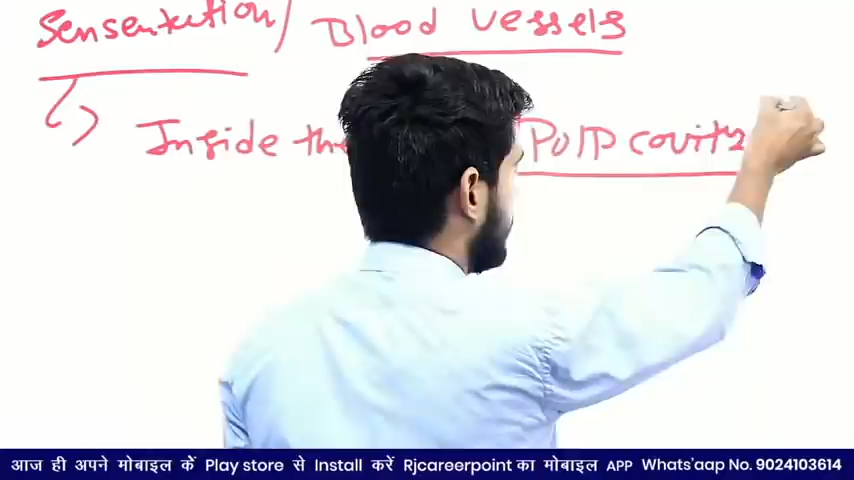 Sensentution/ Blood vessels
Inside the Pulp cavity
आज ही अपने मोबाइल कें Play store से Install करें Rjcareerpoint का मोबाइल APP Whats'aap No. 9024103614